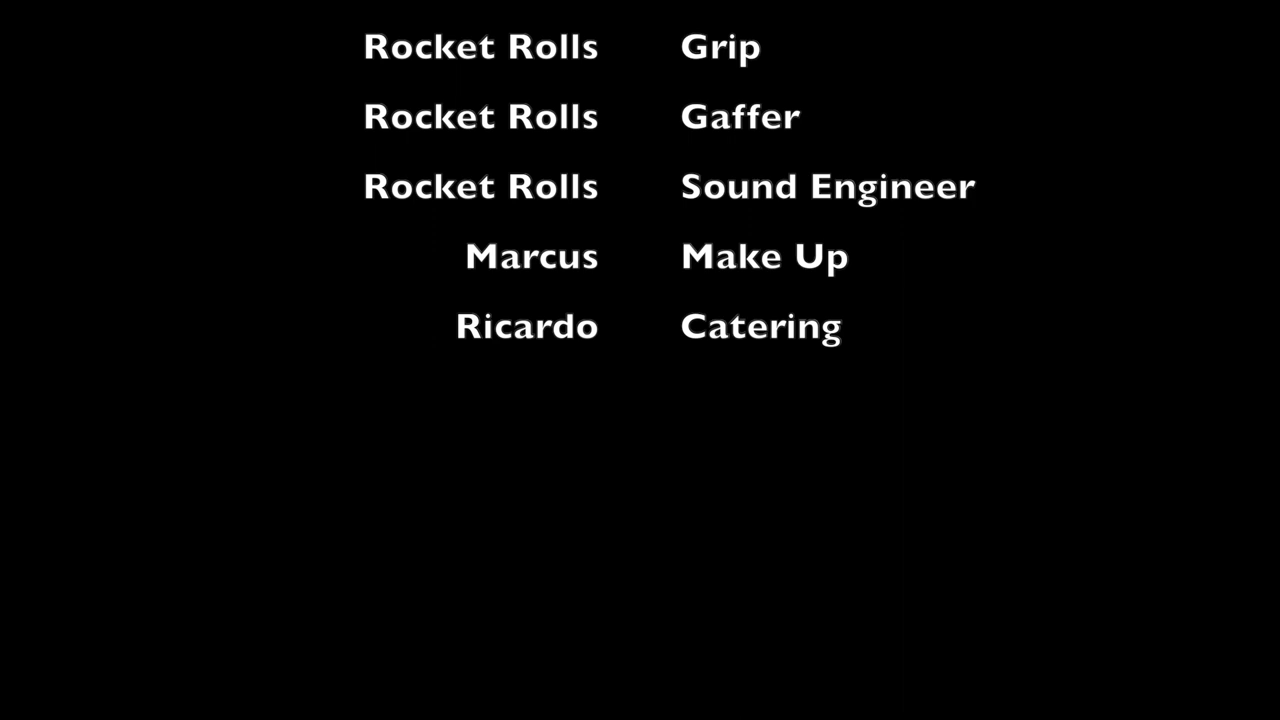 Rocket Rolls Grip
Rocket Rolls Gaffer
Rocket Rolls Sound Engineer
Marcus Make Up
Ricardo Catering